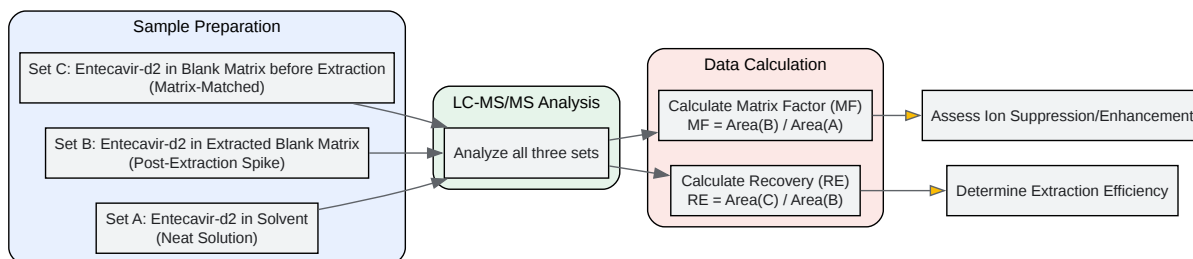 Sample Preparation
Set C: Entecavir-d2 in Blank Matrix before Extraction
(Matrix-Matched)
Set B: Entecavir-d2 in Extracted Blank Matrix
(Post-Extraction Spike)
Set A: Entecavir-d2 in Solvent
(Neat Solution)
LC-MS/MS Analysis
Analyze all three sets
Data Calculation
Calculate Matrix Factor (MF)
MF = Area(B) / Area(A)
Calculate Recovery (RE)
RE = Area(C) / Area(B)
Assess Ion Suppression/Enhancement
Determine Extraction Efficiency